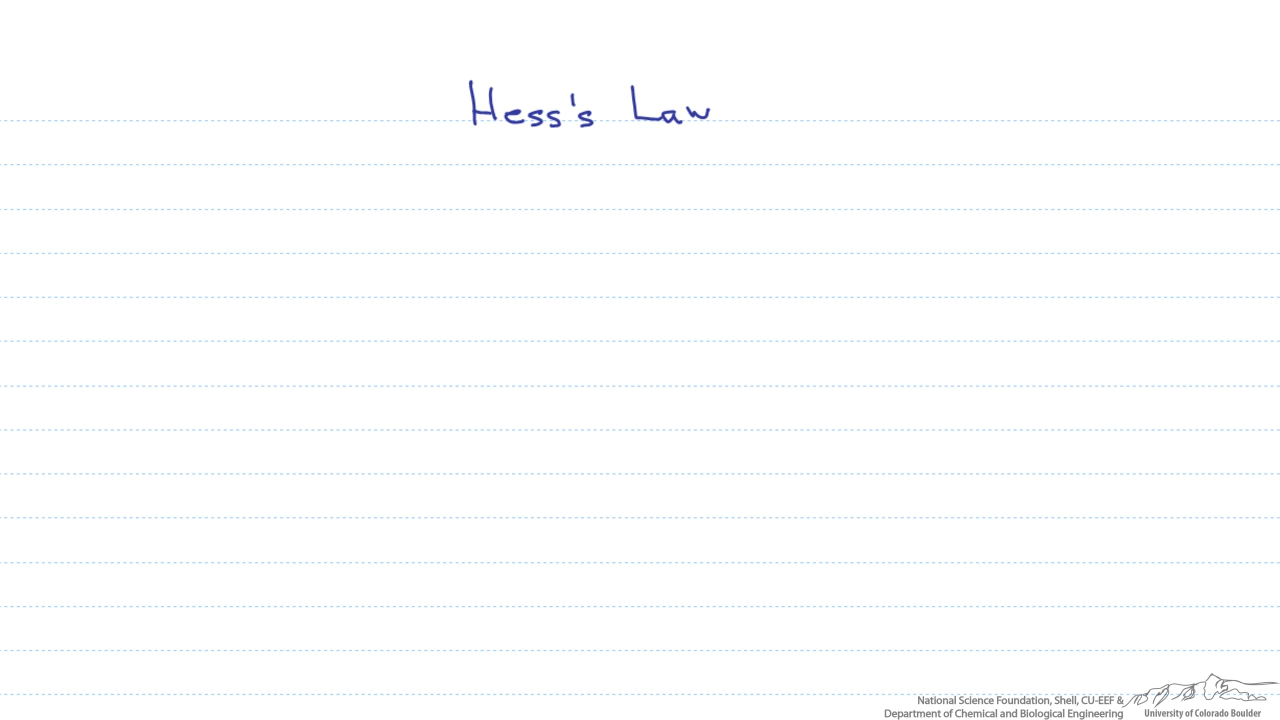 Hess's Law
National Science Foundation, Shell, CU-EEF &
Department of Chemical and Biological Engineering
University of Colorado Boulder